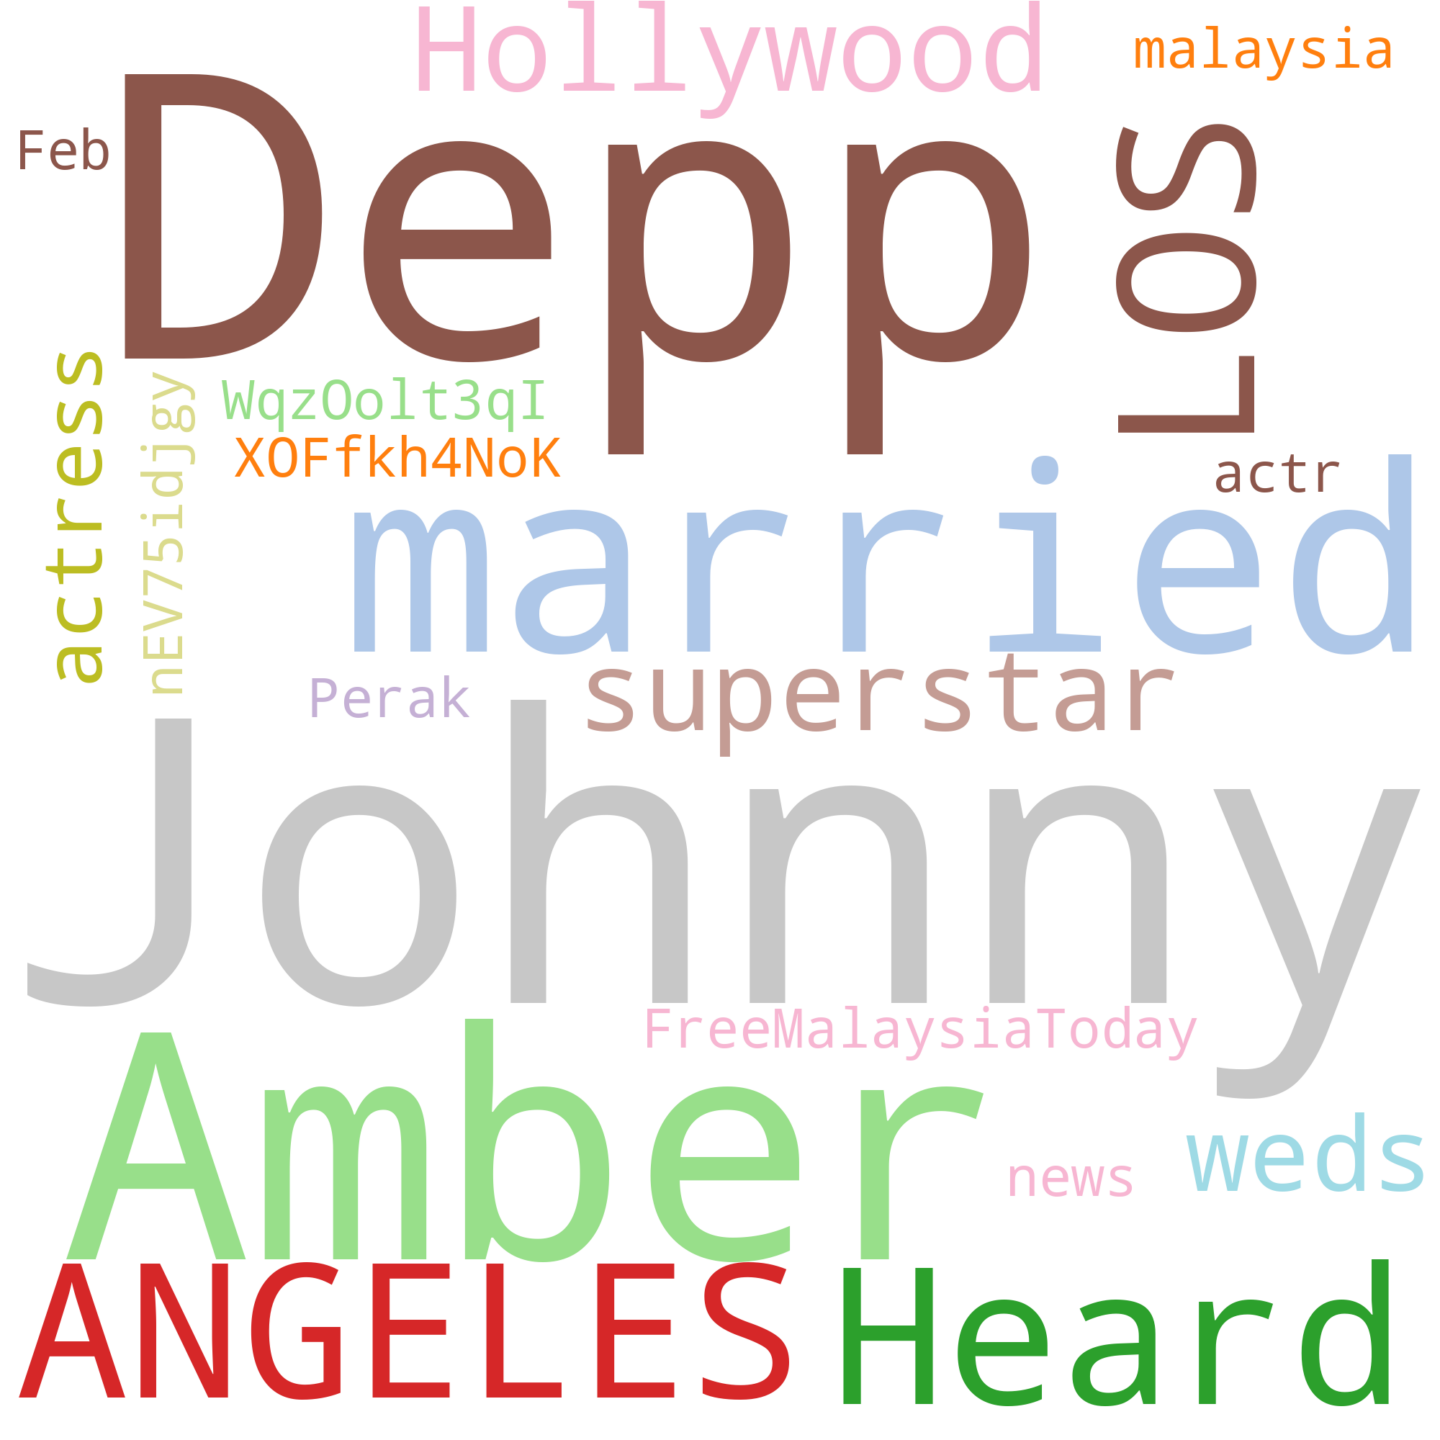 Hollywood
malaysia
Feb
Depp
LOS
actress
nEV75idjgy
WqzOolt3qI
XOFfkh4NoK
actr
married
Perak
superstar
Johnny
FreeMalaysiaToday
Amber
news
weds
ANGELES
Heard